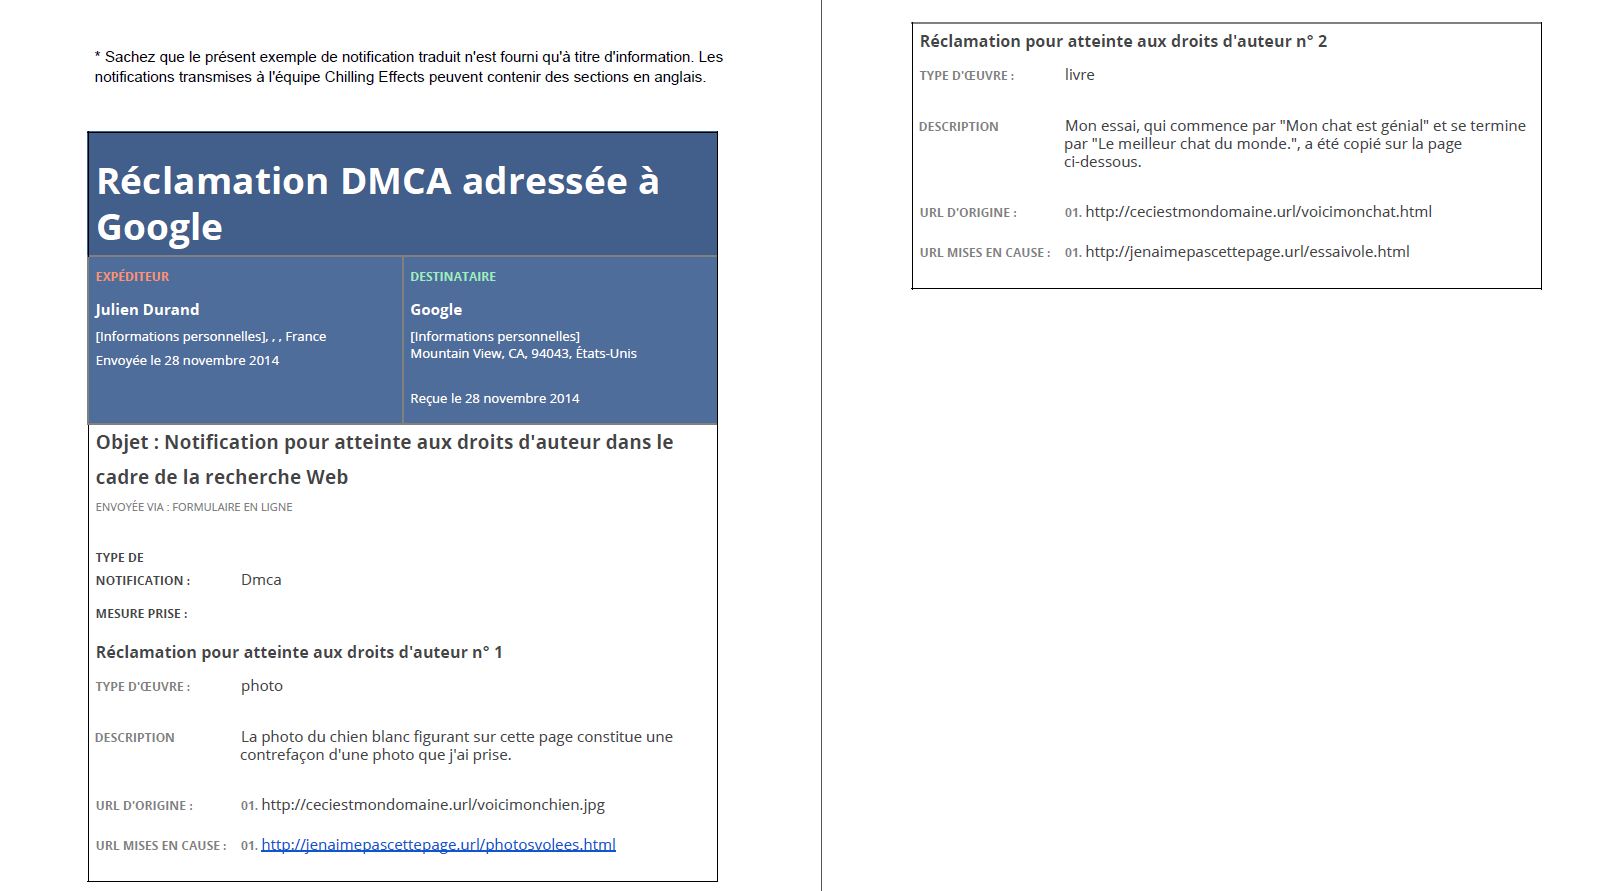 * Sachez que le présent exemple de notification traduit n'est fourni qu'à titre d'information. Les
notifications transmises à l'équipe Chilling Effects peuvent contenir des sections en anglais.
Réclamation DMCA adressée à
Google
EXPÉDITEUR
Julien Durand
[Informations personnelles], , , France
Envoyée le 28 novembre 2014
DESTINATAIRE
Google
[Informations personnelles]
Mountain View, CA, 94043, États-Unis
Reçue le 28 novembre 2014
Objet : Notification pour atteinte aux droits d'auteur dans le
cadre de la recherche Web
ENVOYÉE VIA : FORMULAIRE EN LIGNE
TYPE DE
NOTIFICATION : Dmca
MESURE PRISE :
Réclamation pour atteinte aux droits d'auteur n° 1
TYPE D'ŒUVRE : photo
DESCRIPTION La photo du chien blanc figurant sur cette page constitue une
contrefaçon d'une photo que j'ai prise.
URL D'ORIGINE : 01. http://ceciestmondomaine.url/voicimonchien.jpg
URL MISES EN CAUSE : 01. http://jenaimepascettepage.url/photosvolees.html
Réclamation pour atteinte aux droits d'auteur n° 2
TYPE D'ŒUVRE : livre
DESCRIPTION Mon essai, qui commence par "Mon chat est génial" et se termine
par "Le meilleur chat du monde.", a été copié sur la page
ci-dessous.
URL D'ORIGINE : 01. http://ceciestmondomaine.url/voicimonchat.html
URL MISES EN CAUSE : 01. http://jenaimepascettepage.url/essaivole.html